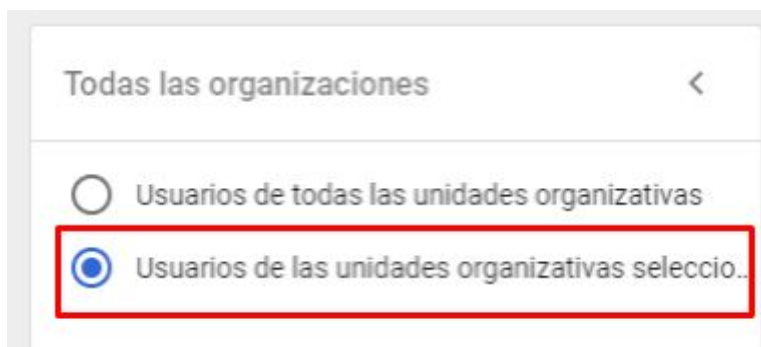 Todas las organizaciones
Usuarios de todas las unidades organizativas
Usuarios de las unidades organizativas seleccio..